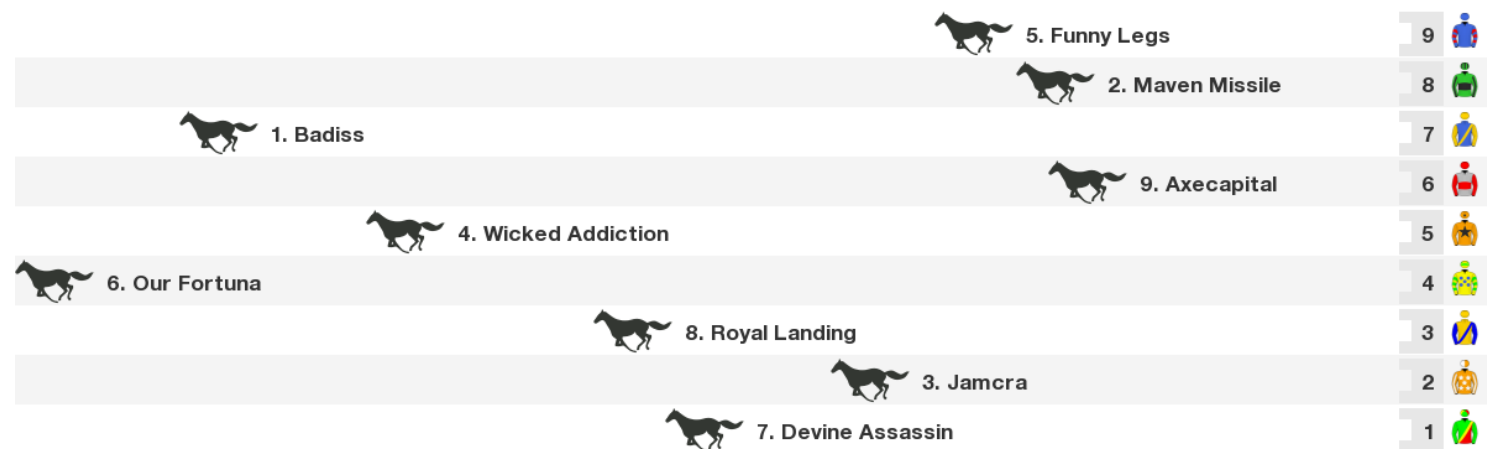 5. Funny Legs 9
2. Maven Missile 8
1. Badiss 7
9. Axecapital 6
4. Wicked Addiction 5
6. Our Fortuna 4
8. Royal Landing 3
3. Jamcra 2
7. Devine Assassin 1